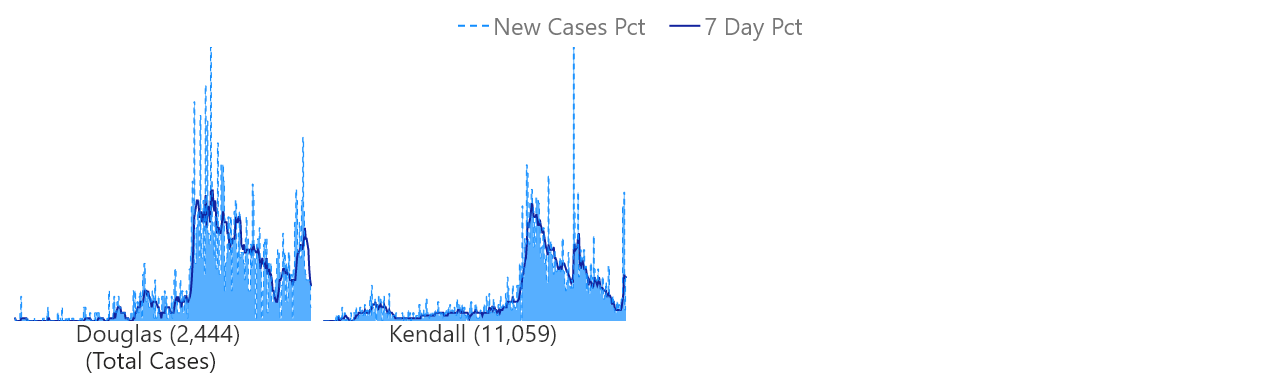 New Cases Pct 7 Day Pct
Douglas (2,444) Kendall (11,059)
(Total Cases)